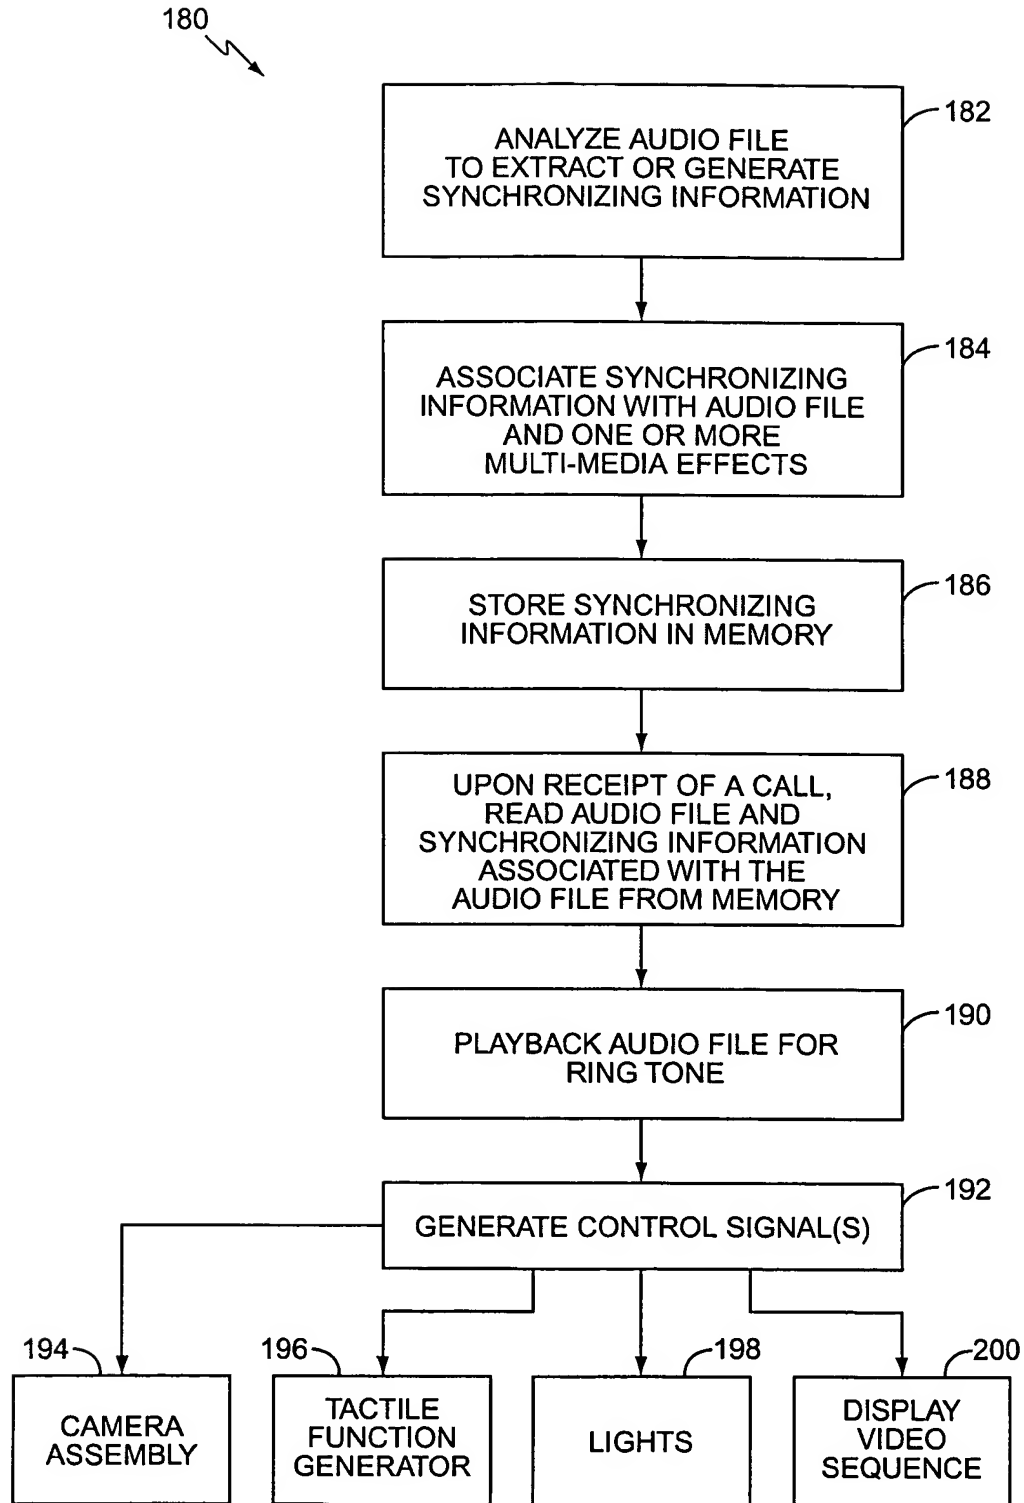 180
182
ANALYZE AUDIO FILE
TO EXTRACT OR GENERATE
SYNCHRONIZING INFORMATION
184
ASSOCIATE SYNCHRONIZING
INFORMATION WITH AUDIO FILE
AND ONE OR MORE
MULTI-MEDIA EFFECTS
186
STORE SYNCHRONIZING
INFORMATION IN MEMORY
188
UPON RECEIPT OF A CALL,
READ AUDIO FILE AND
SYNCHRONIZING INFORMATION
ASSOCIATED WITH THE
AUDIO FILE FROM MEMORY
190
PLAYBACK AUDIO FILE FOR
RING TONE
192
GENERATE CONTROL SIGNAL(S)
194
CAMERA
ASSEMBLY
196
TACTILE
FUNCTION
GENERATOR
198
LIGHTS
200
DISPLAY
VIDEO
SEQUENCE